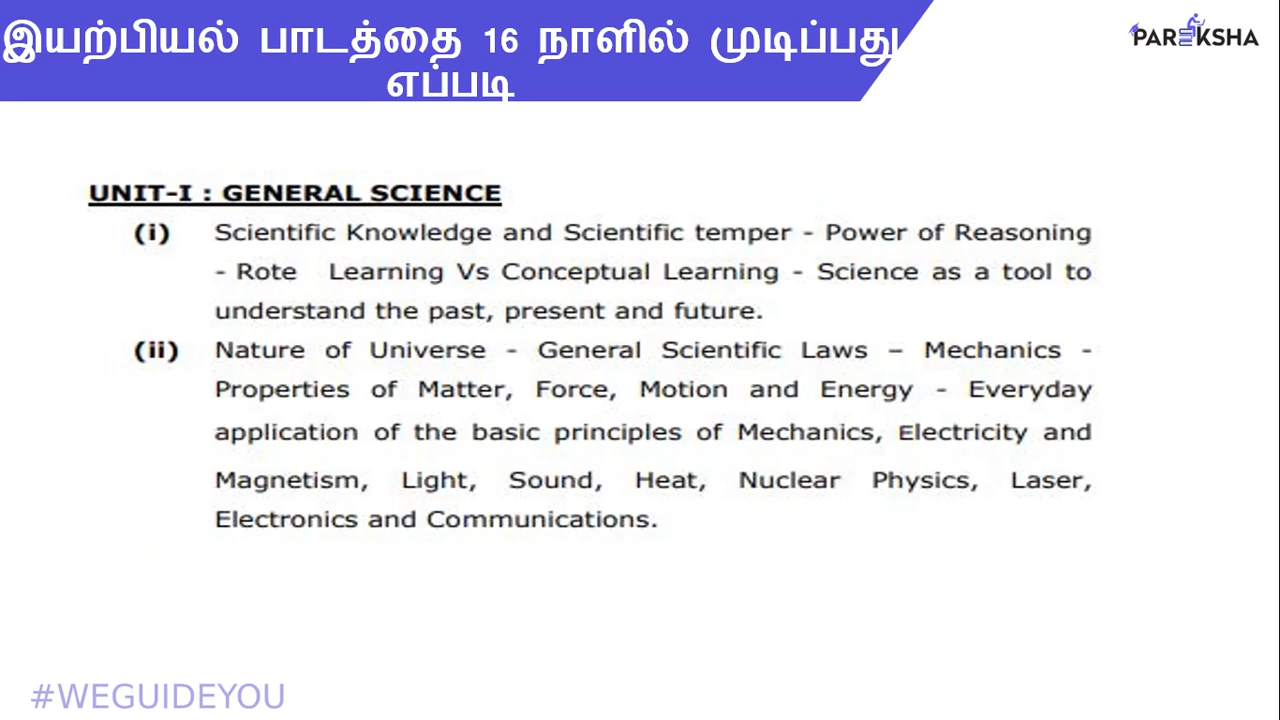 இயற்பியல் பாடத்தை 16 நாளில் முடிப்பது
எப்படி
PAREEKSHA
UNIT-I : GENERAL SCIENCE
(i) Scientific Knowledge and Scientific temper - Power of Reasoning
- Rote Learning Vs Conceptual Learning - Science as a tool to
understand the past, present and future.
(ii) Nature of Universe - General Scientific Laws – Mechanics -
Properties of Matter, Force, Motion and Energy - Everyday
application of the basic principles of Mechanics, Electricity and
Magnetism, Light, Sound, Heat, Nuclear Physics, Laser,
Electronics and Communications.
#WEGUIDEYOU